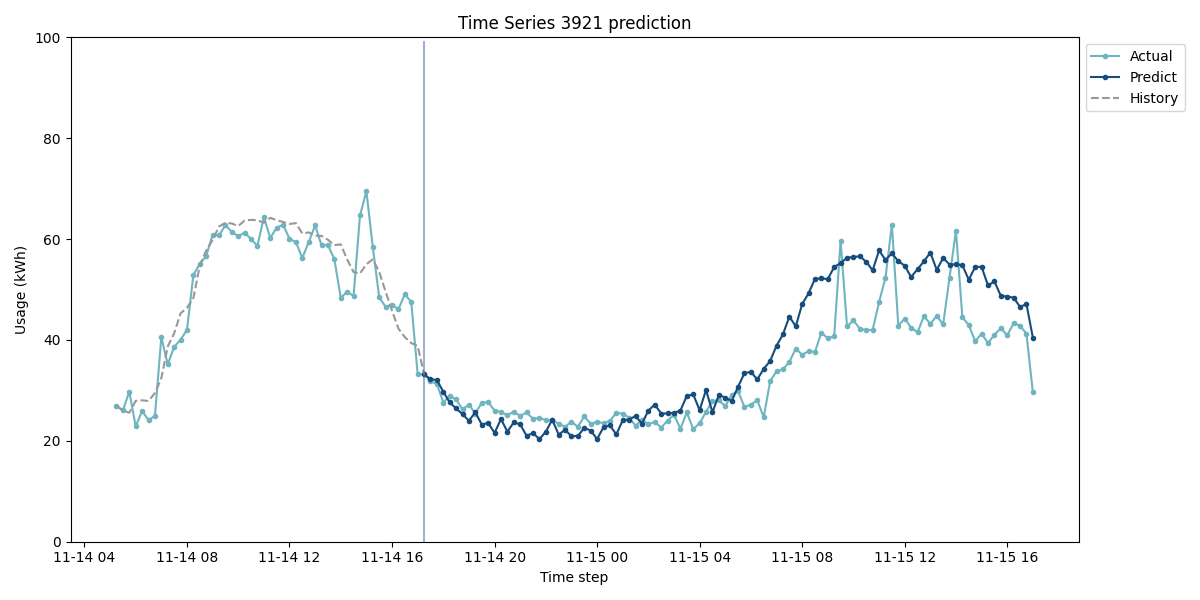 Time Series 3921 prediction
100
80
60
40
20
0
Usage (kWh)
11-14 04
11-14 08
11-14 12
11-14 16
11-14 20
11-15 00
11-15 04
11-15 08
11-15 12
11-15 16
Time step
Actual
Predict
History